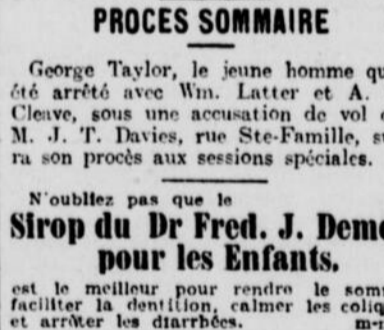 PROCES SOMMAIRE
George Taylor, le jeune homme qu
été arrêté avec Wm. Latter et A.
Cleave, sous une accusation de vol
M. J. T. Davies, rue Ste-Famille, s
ra son procès aux sessions spéciales.
N'oubliez pas que le
Sirop du Dr Fred. J. Deme
pour les Enfants.
est le meilleur pour rendre le som
faciliter la dentition, calmer les coliq
et arrêter les diarrhées. m-